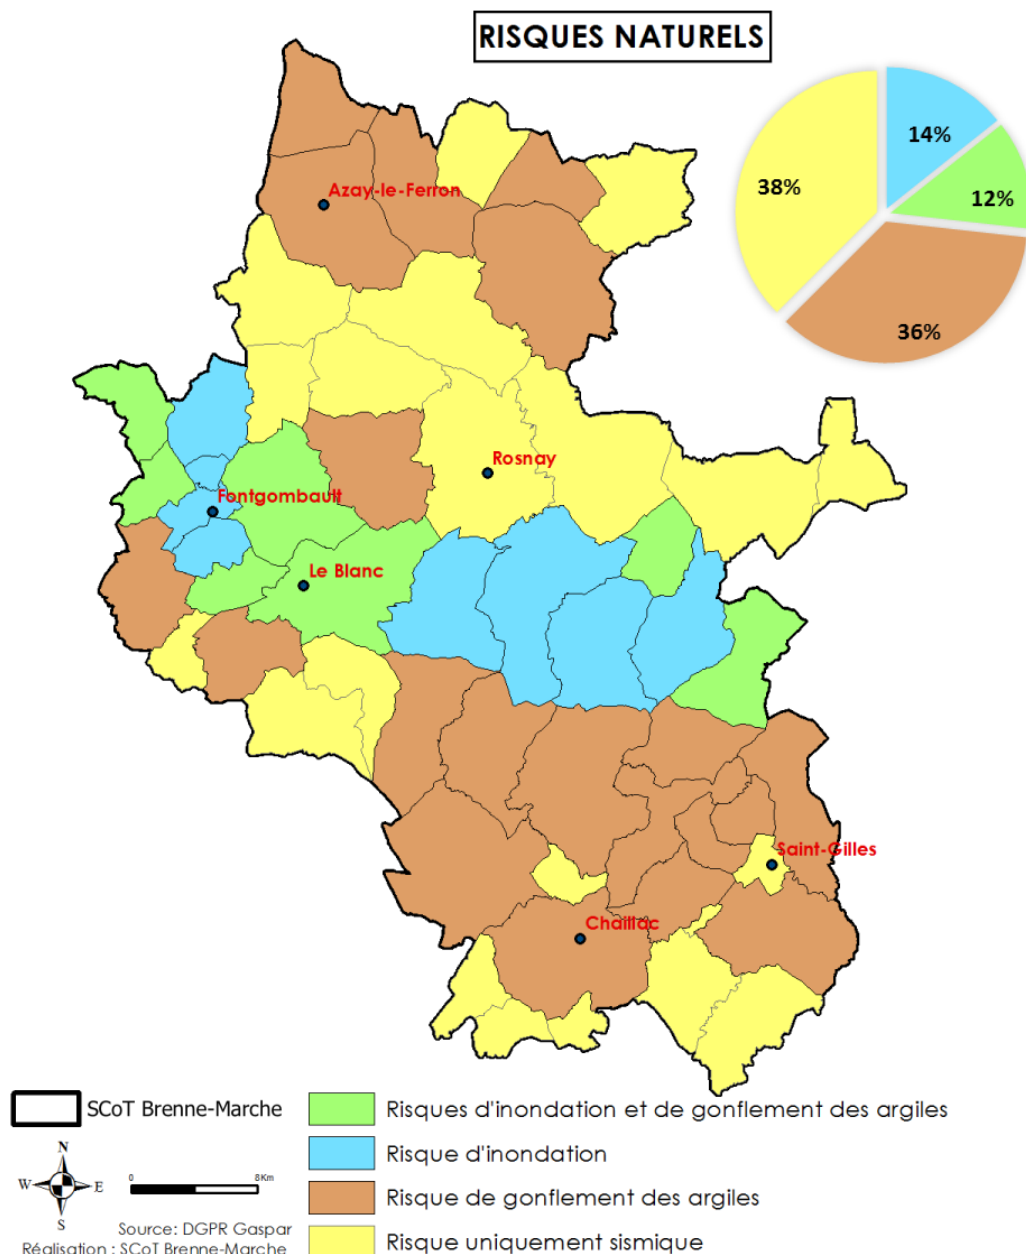 RISQUES NATURELS
14%
38%
12%
36%
Azay-le-Ferron
Rosnay
Fontgombault
Le Blanc
Saint-Gilles
Chaillac
SCoT Brenne-Marche
Risques d'inondation et de gonflement des argiles
Risque d'inondation
Risque de gonflement des argiles
Risque uniquement sismique
N
W E
S
0 8Km
Source: DGPR Gaspar
Réalisation : SCoT Brenne-Marche